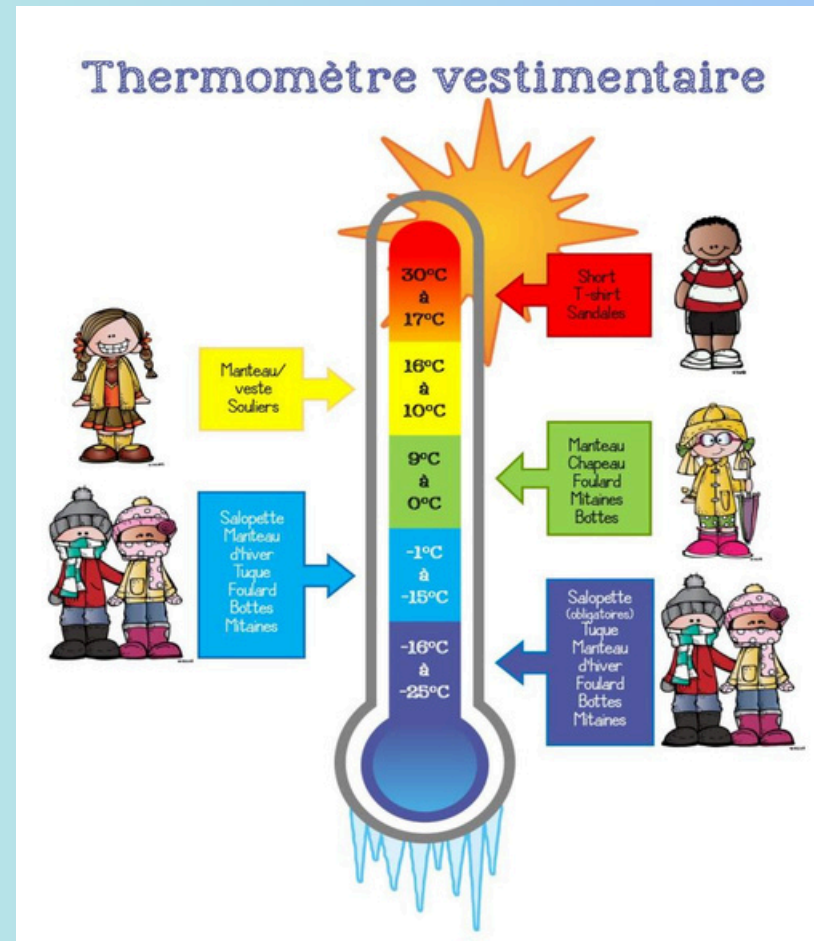 Thermomètre vestimentaire
30°C
à
17°C
Short
T-shirt
Sandales
Manteau/
veste
Souliers
16°C
à
10°C
9°C
à
0°C
Manteau
Chapeau
Foulard
Mitaines
Bottes
Salopette
Manteau
d'hiver
Tuque
Foulard
Bottes
Mitaines
-1°C
à
-15°C
-16°C
à
-25°C
Salopette
(obligatoires)
Tuque
Manteau
d'hiver
Foulard
Bottes
Mitaines